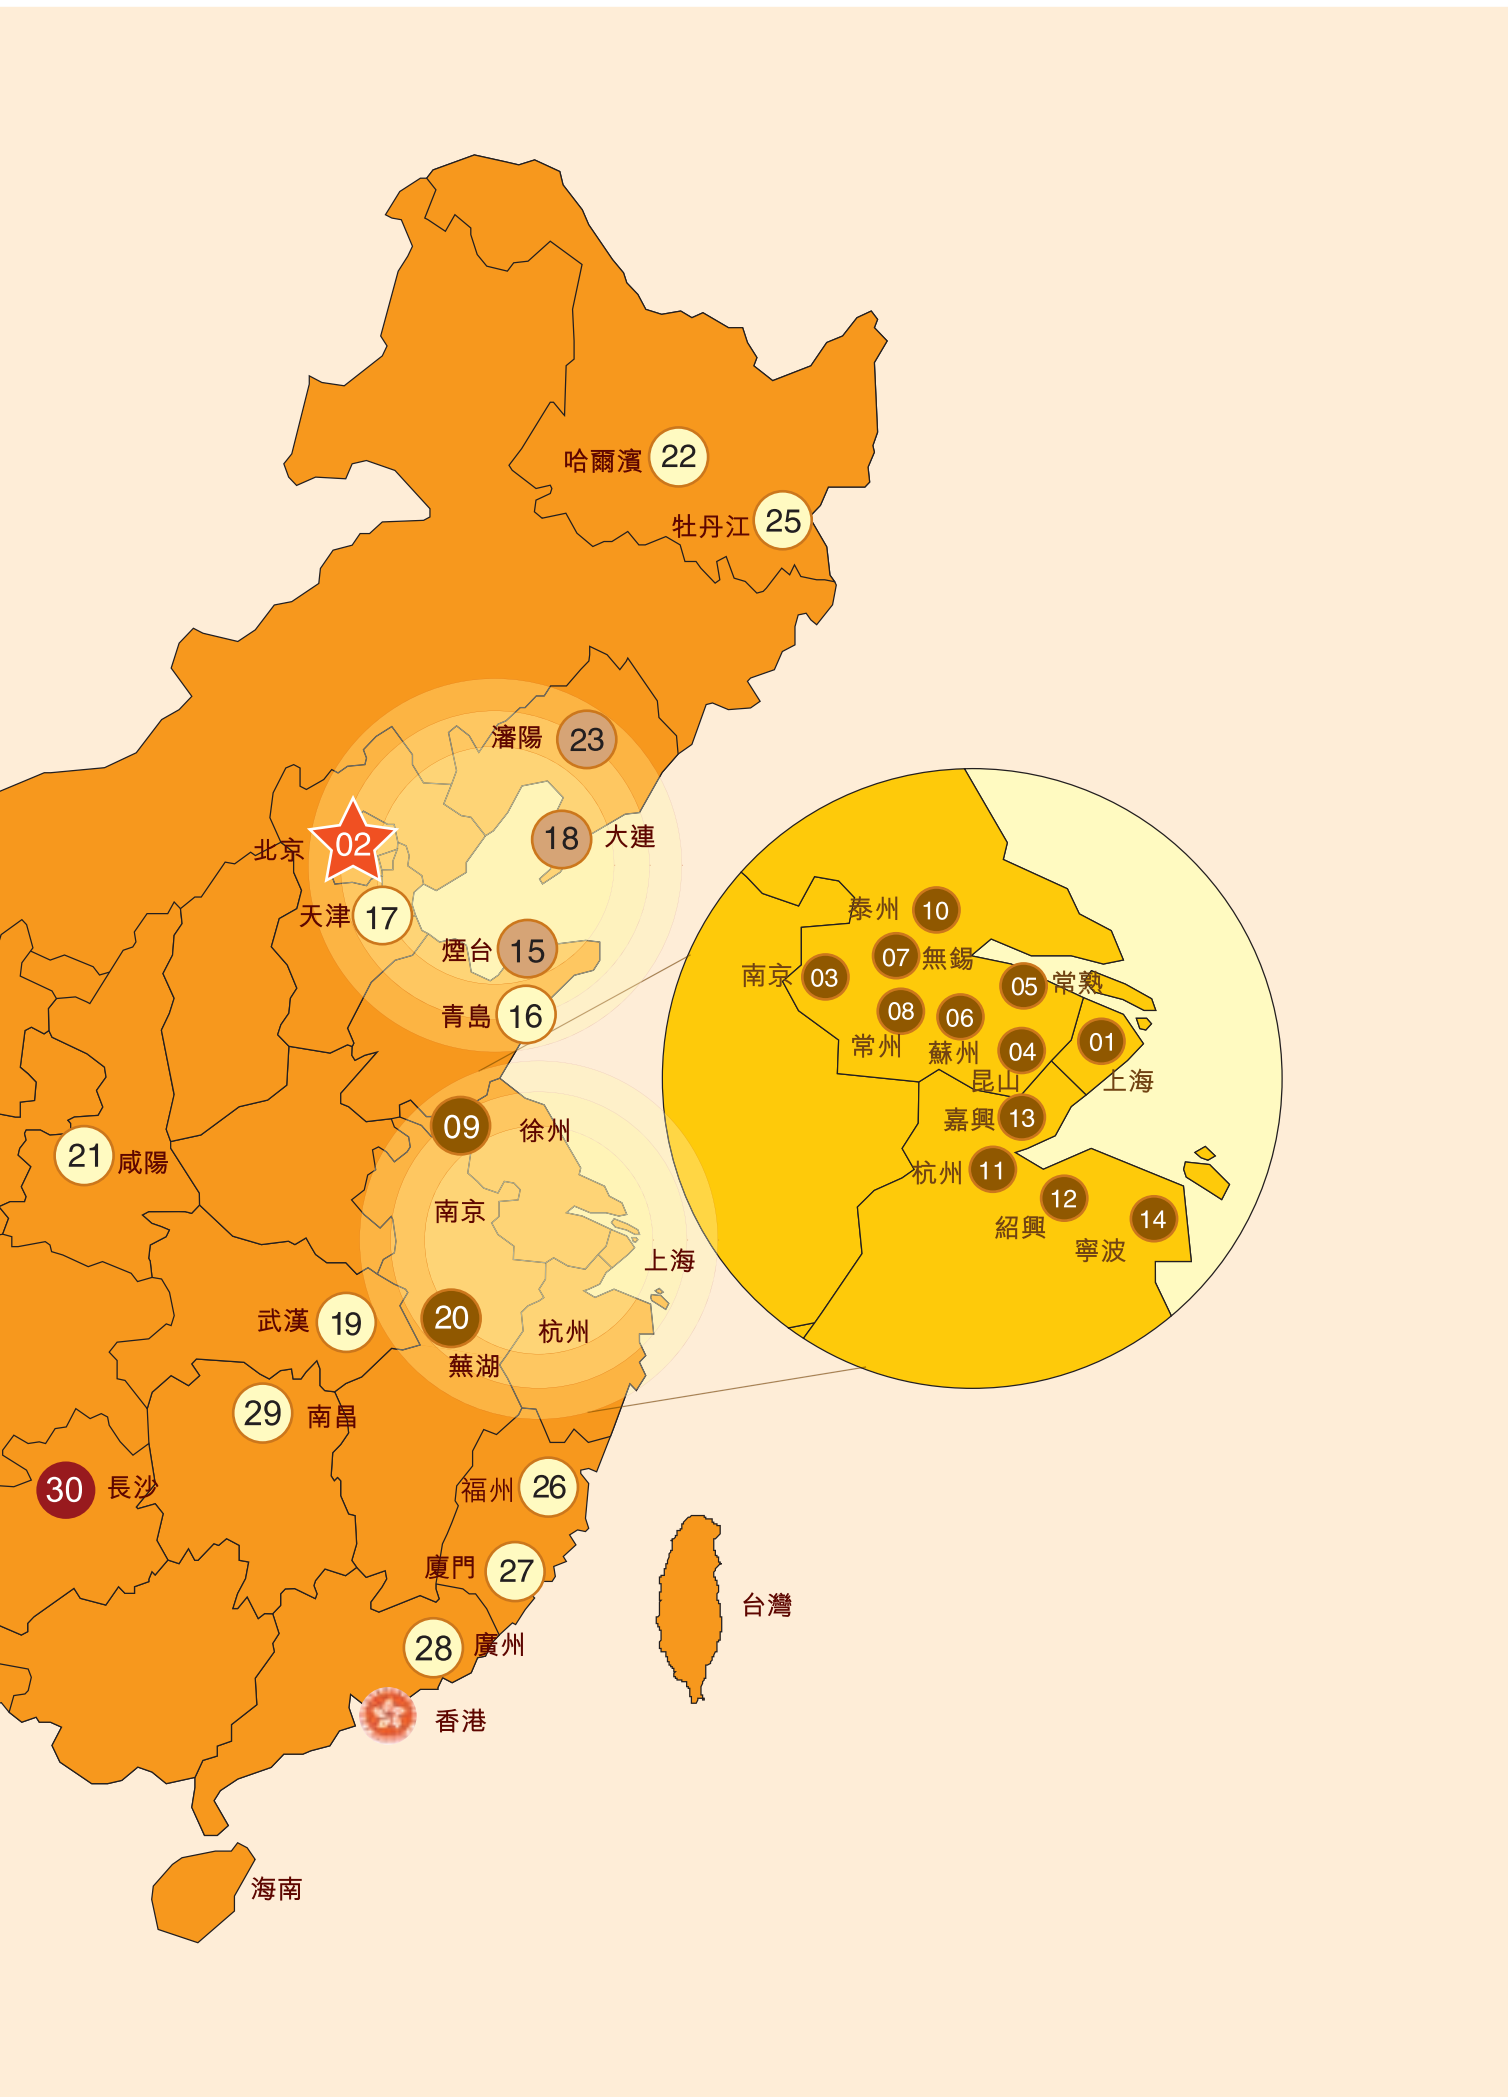 哈爾濱 22
牡丹江 25
瀋陽 23
大連 18
北京 02
天津 17
煙台 15
青島 16
泰州 10
07 無錫
南京 03
05 常熟
08 常州
06 蘇州
04 昆山
01 上海
嘉興 13
杭州 11
12 紹興
14 寧波
09 徐州
21 咸陽
南京
上海
武漢 19
20 蕪湖
杭州
29 南昌
30 長沙
福州 26
廈門 27
台灣
28 廣州
香港
海南